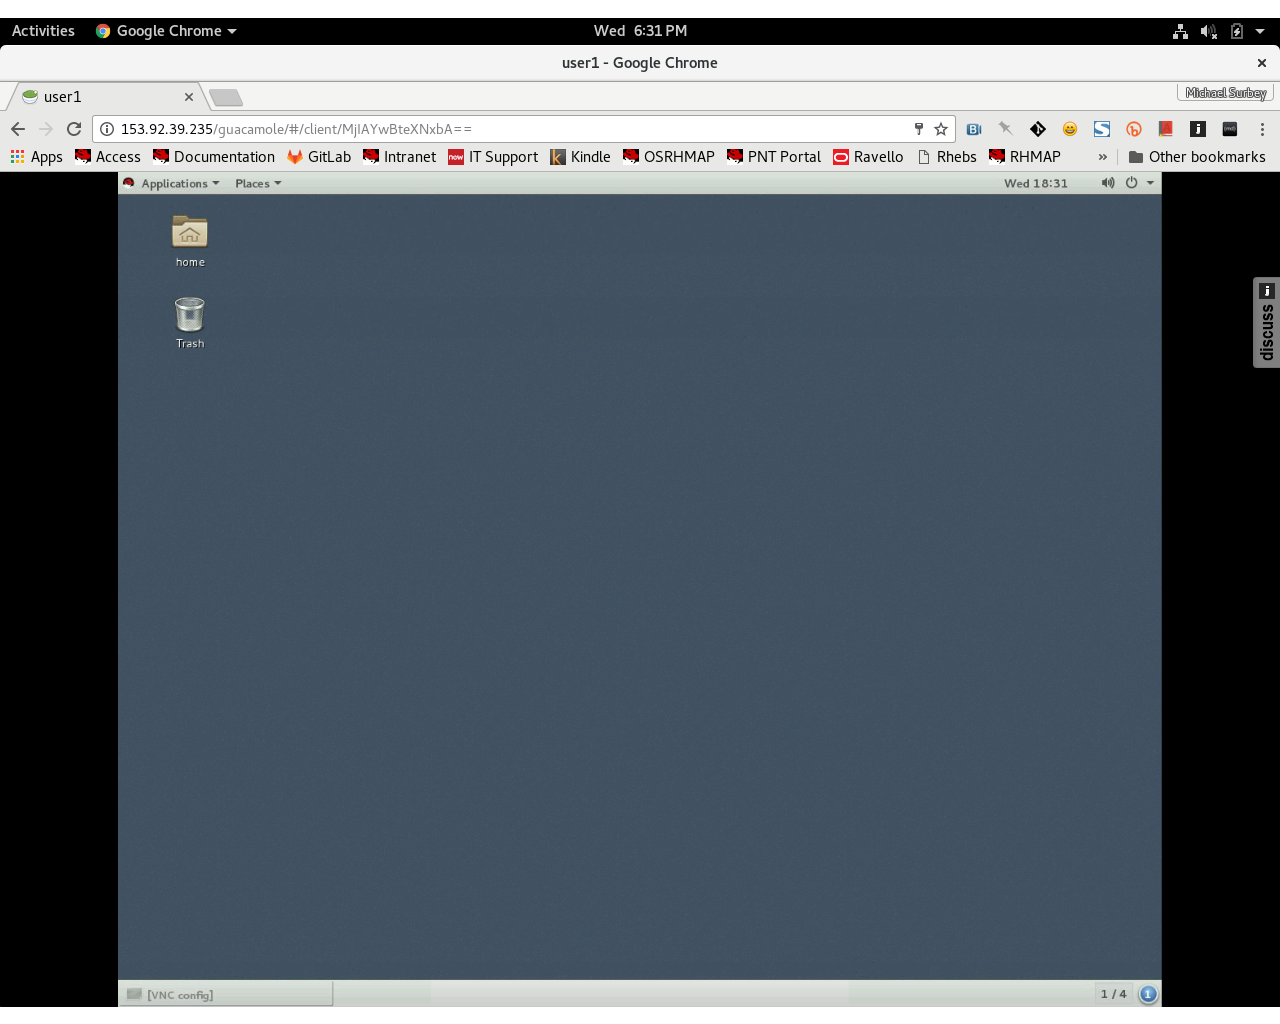 Activities Google Chrome Wed 6:31 PM
user1 - Google Chrome
user1 Michael Surbey
153.92.39.235/guacamole/#/client/MjIAYwBteXNxbA==
Apps Access Documentation GitLab Intranet now IT Support Kindle OSRHMAP PNT Portal Ravello Rhebs RHMAP » Other bookmarks
Applications Places Wed 18:31
home
Trash
discuss
[VNC config] 1 / 4 1